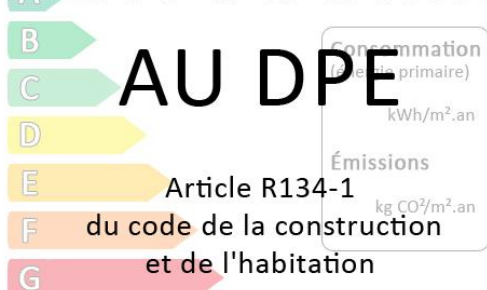 A
B
Consommation
(énergie primaire)
AU DPE
C
kWh/m².an
D
Émissions
E
Article R134-1
kg CO²/m².an
F
du code de la construction
et de l'habitation
G